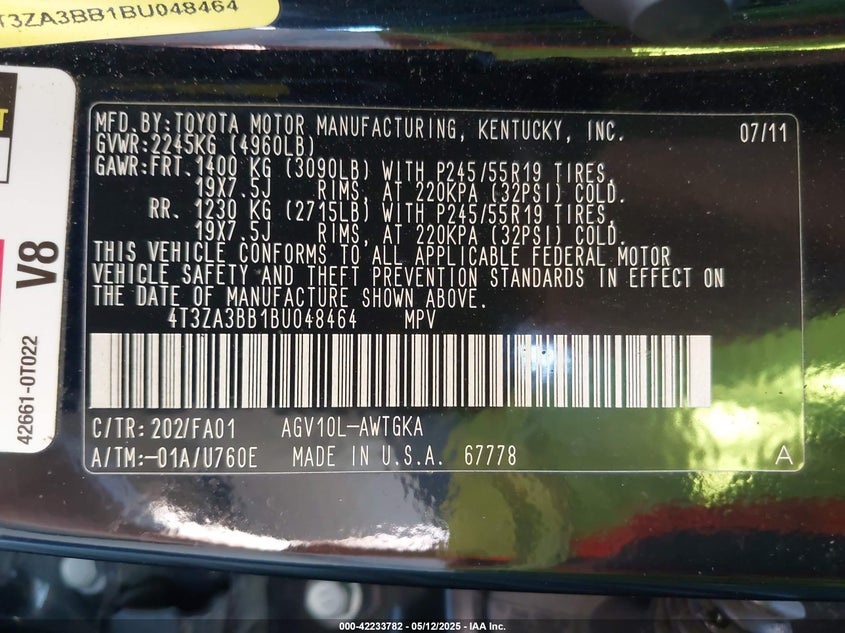 4T3ZA3BB1BU048464
MFD.BY:TOYOTA MOTOR MANUFACTURING, KENTUCKY, INC. 07/11
GVWR:2245KG (4960LB)
GAWR:FRT.1400 KG (3090LB) WITH P245/55R19 TIRES,
19X7.5J RIMS, AT 220KPA (32PSI) COLD.
RR. 1230 KG (2715LB) WITH P245/55R19 TIRES,
19X7.5J RIMS, AT 220KPA (32PSI) COLD.
THIS VEHICLE CONFORMS TO ALL APPLICABLE FEDERAL MOTOR
VEHICLE SAFETY AND THEFT PREVENTION STANDARDS IN EFFECT ON
THE DATE OF MANUFACTURE SHOWN ABOVE.
4T3ZA3BB1BU048464 MPV
C/TR: 202/FA01 AGV10L-AWTGKA
A/TM:-01A/U760E MADE IN U.S.A. 67778 A
V8
42661-0T022
000-42233782 - 05/12/2025 - IAA Inc.